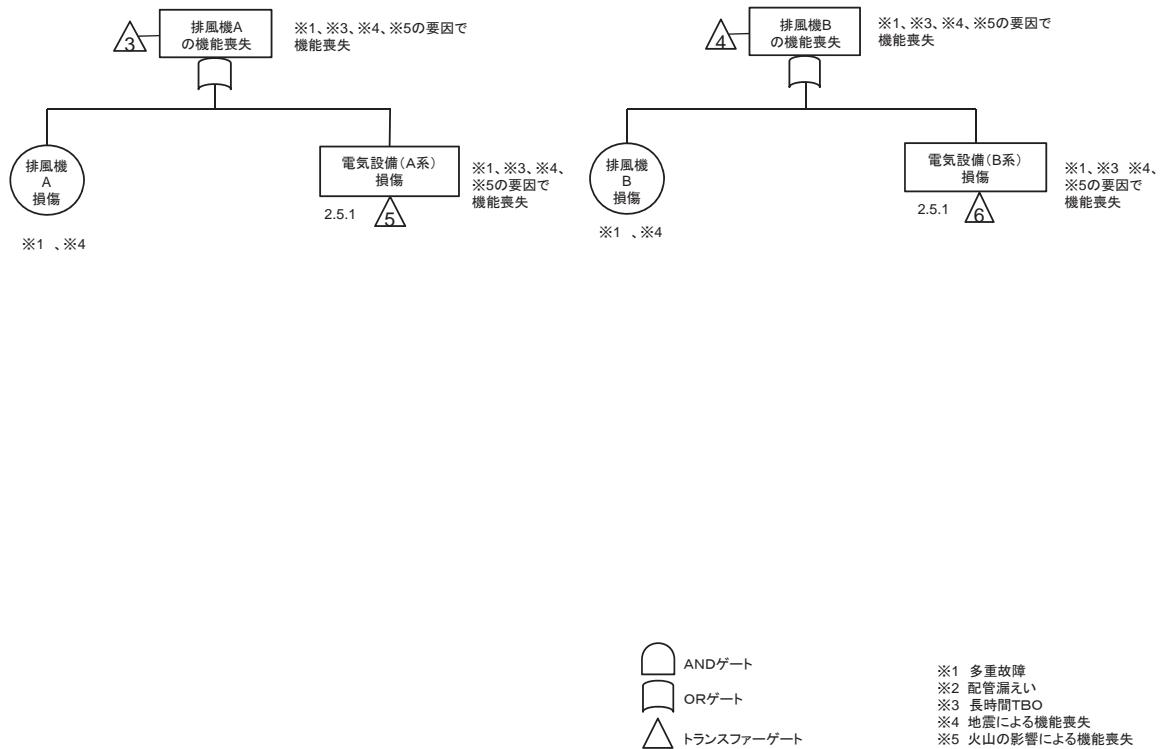 3
排風機A
の機能喪失
※1、※3、※4、※5の要因で
機能喪失
排風機
A
損傷
※1 、※4
電気設備(A系)
損傷
2.5.1
5
※1、※3、※4、
※5の要因で
機能喪失
4
排風機B
の機能喪失
※1、※3、※4、※5の要因で
機能喪失
排風機
B
損傷
※1 、※4
電気設備(B系)
損傷
2.5.1
6
※1、※3 ※4、
※5の要因で
機能喪失
ANDゲート
ORゲート
トランスファーゲート
※1 多重故障
※2 配管漏えい
※3 長時間TBO
※4 地震による機能喪失
※5 火山の影響による機能喪失